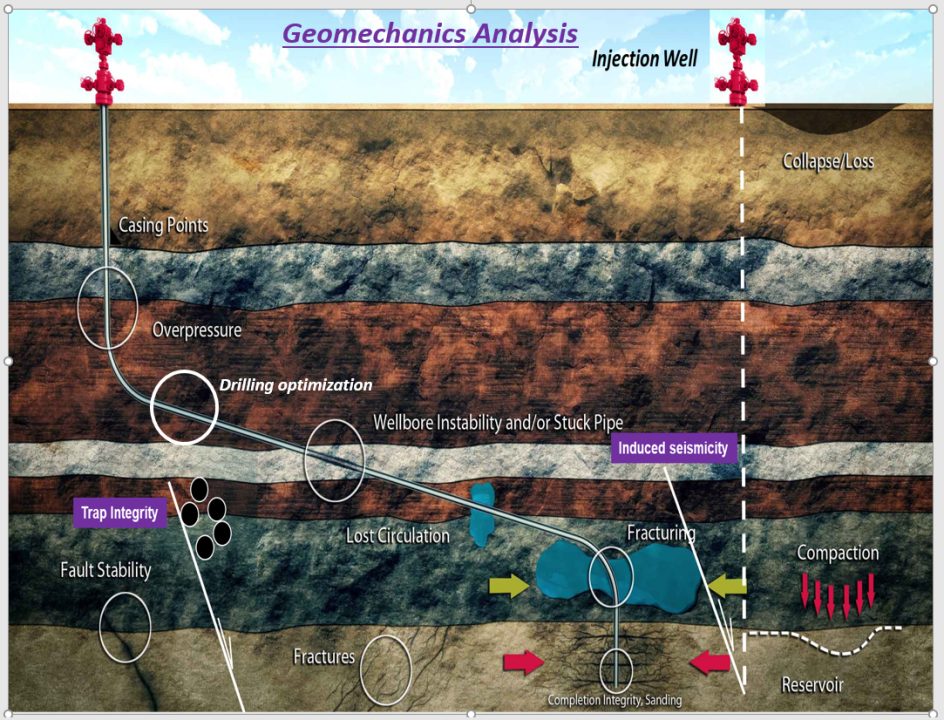 Geomechanics Analysis
Injection Well
Collapse/Loss
Casing Points
Overpressure
Drilling optimization
Wellbore Instability and/or Stuck Pipe
Induced seismicity
Trap Integrity
Lost Circulation
Fracturing
Compaction
Fault Stability
Fractures
Reservoir
Completion Integrity, Sanding